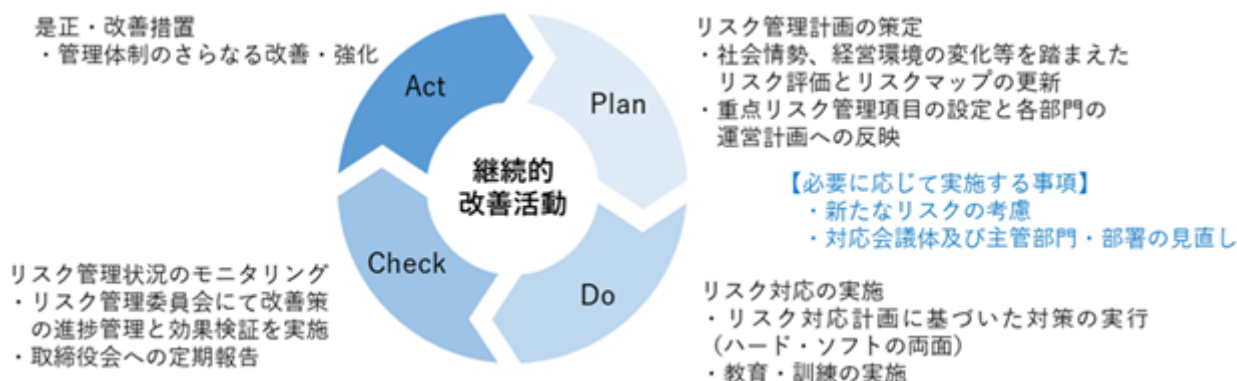 是正・改善措置
・管理体制のさらなる改善・強化
Act
Plan
リスク管理計画の策定
・社会情勢、経営環境の変化等を踏まえた
リスク評価とリスクマップの更新
・重点リスク管理項目の設定と各部門の
運営計画への反映
【必要に応じて実施する事項】
・新たなリスクの考慮
・対応会議体及び主管部門・部署の見直し
継続的
改善活動
Check
Do
リスク管理状況のモニタリング
・リスク管理委員会にて改善策
の進捗管理と効果検証を実施
・取締役会への定期報告
リスク対応の実施
・リスク対応計画に基づいた対策の実行
（ハード・ソフトの両面）
・教育・訓練の実施